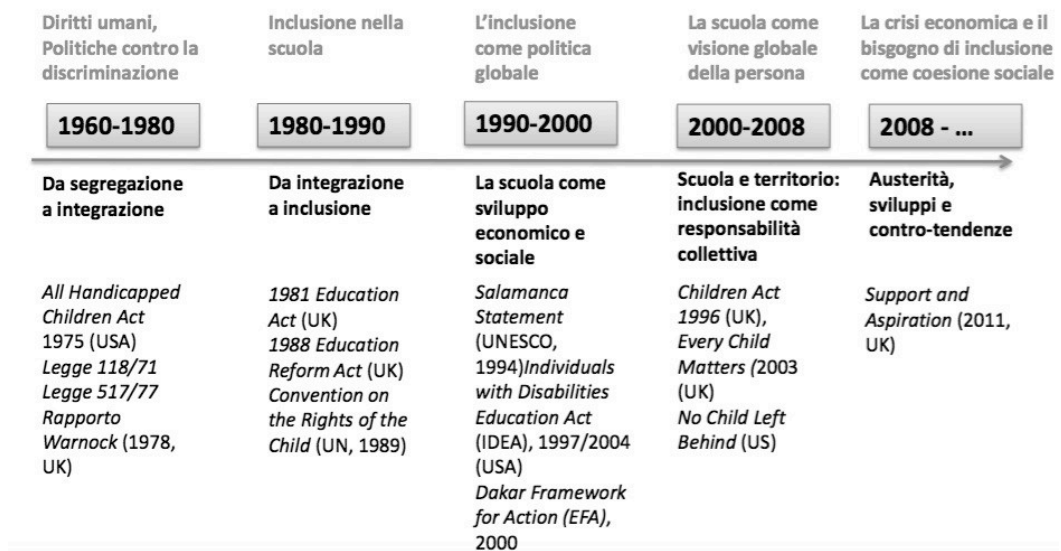 Diritti umani,
Politiche contro la
discriminazione
Inclusione nella
scuola
L'inclusione
come politica
globale
La scuola come
visione globale
della persona
La crisi economica e il
bisgogno di inclusione
come coesione sociale
1960-1980
1980-1990
1990-2000
2000-2008
2008 - ...
Da segregazione
a integrazione
Da integrazione
a inclusione
La scuola come
sviluppo
economico e
sociale
Scuola e territorio:
inclusione come
responsabilità
collettiva
Austerità,
sviluppi e
contro-tendenze
All Handicapped
Children Act
1975 (USA)
Legge 118/71
Legge 517/77
Rapporto
Warnock (1978,
UK)
1981 Education
Act (UK)
1988 Education
Reform Act (UK)
Convention on
the Rights of the
Child (UN, 1989)
Salamanca
Statement
(UNESCO,
1994)Individuals
with Disabilities
Education Act
(IDEA), 1997/2004
(USA)
Dakar Framework
for Action (EFA),
2000
Children Act
1996 (UK),
Every Child
Matters (2003
(UK)
No Child Left
Behind (US)
Support and
Aspiration (2011,
UK)